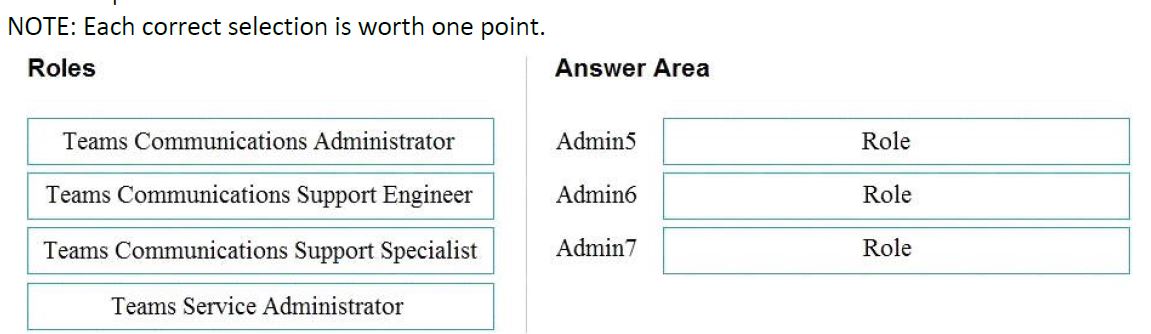 NOTE: Each correct selection is worth one point.
Roles
Answer Area
Teams Communications Administrator
Admin5
Role
Teams Communications Support Engineer
Admin6
Role
Teams Communications Support Specialist
Admin7
Role
Teams Service Administrator